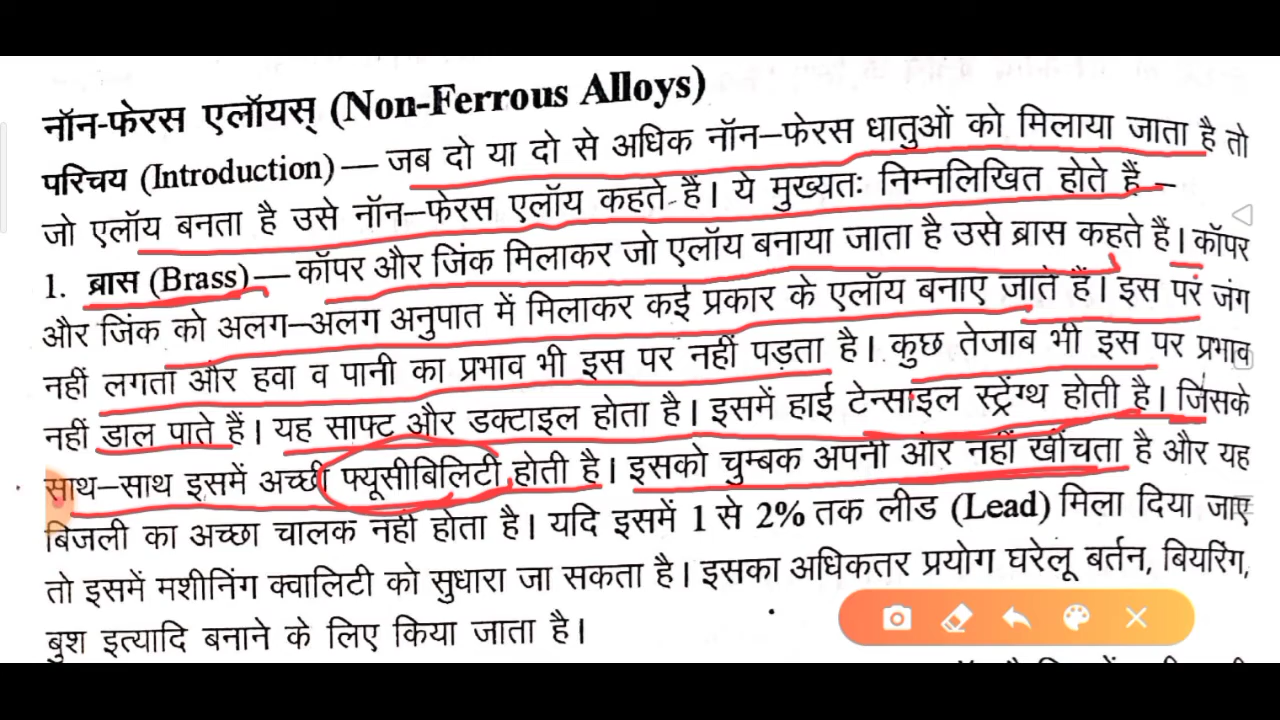 नॉन-फेरस एलॉयस् (Non-Ferrous Alloys)
परिचय (Introduction) — जब दो या दो से अधिक नॉन–फेरस धातुओं को मिलाया जाता है तो
जो एलॉय बनता है उसे नॉन–फेरस एलॉय कहते हैं। ये मुख्यतः निम्नलिखित होते हैं –
1. ब्रास (Brass) — कॉपर और जिंक मिलाकर जो एलॉय बनाया जाता है उसे ब्रास कहते हैं। कॉपर
और जिंक को अलग–अलग अनुपात में मिलाकर कई प्रकार के एलॉय बनाए जाते हैं। इस पर जंग
नहीं लगता और हवा व पानी का प्रभाव भी इस पर नहीं पड़ता है। कुछ तेजाब भी इस पर प्रभाव
नहीं डाल पाते हैं। यह साफ्ट और डक्टाइल होता है। इसमें हाई टेन्साइल स्ट्रेंग्थ होती है। जिसके
साथ–साथ इसमें अच्छी फ्यूसीबिलिटी होती है। इसको चुम्बक अपनी और नहीं खींचता है और यह
बिजली का अच्छा चालक नहीं होता है। यदि इसमें 1 से 2% तक लीड (Lead) मिला दिया जाए
तो इसमें मशीनिंग क्वालिटी को सुधारा जा सकता है। इसका अधिकतर प्रयोग घरेलू बर्तन, बियरिंग,
बुश इत्यादि बनाने के लिए किया जाता है।